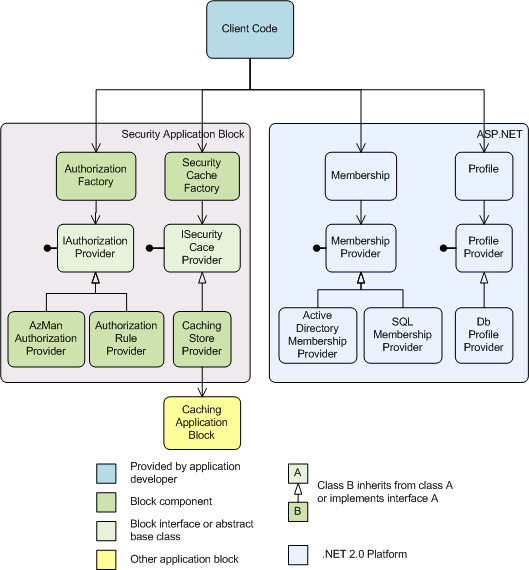 Client Code
Security Application Block
ASP.NET
Authorization
Factory
Security
Cache
Factory
Membership
Profile
IAuthorization
Provider
ISecurity
Cace
Provider
Membership
Provider
Profile
Provider
AzMan
Authorization
Provider
Authorization
Rule
Provider
Caching
Store
Provider
Active
Directory
Membership
Provider
SQL
Membership
Provider
Db
Profile
Provider
Caching
Application
Block
Provided by application
developer
Block component
Block interface or abstract
base class
Other application block
A
B
Class B inherits from class A
or implements interface A
.NET 2.0 Platform